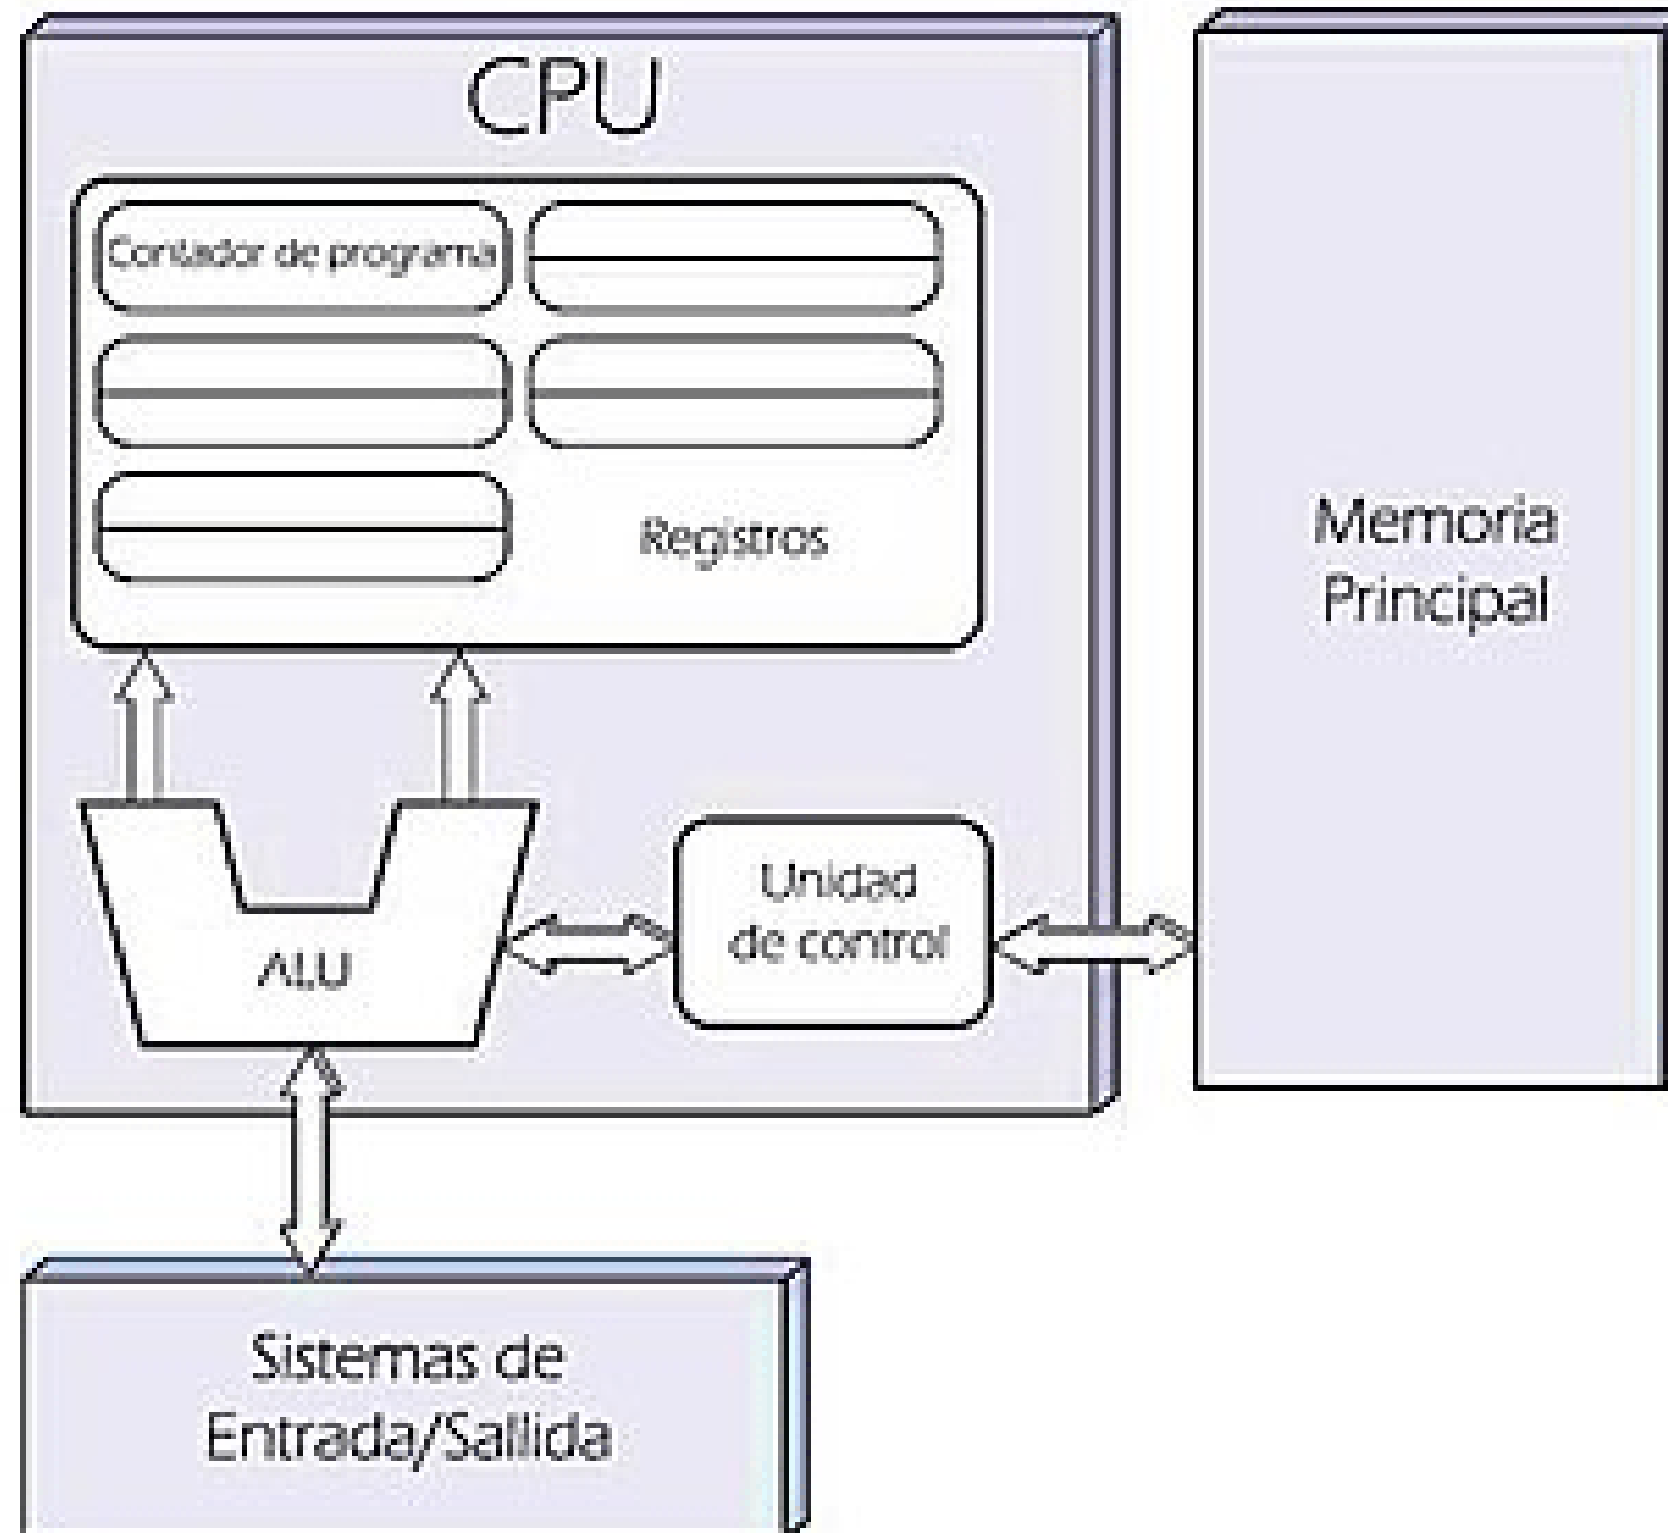 CPU
Contador de programa
Registros
Memoria
Principal
ALU
Unidad
de control
Sistemas de
Entrada/Sallida